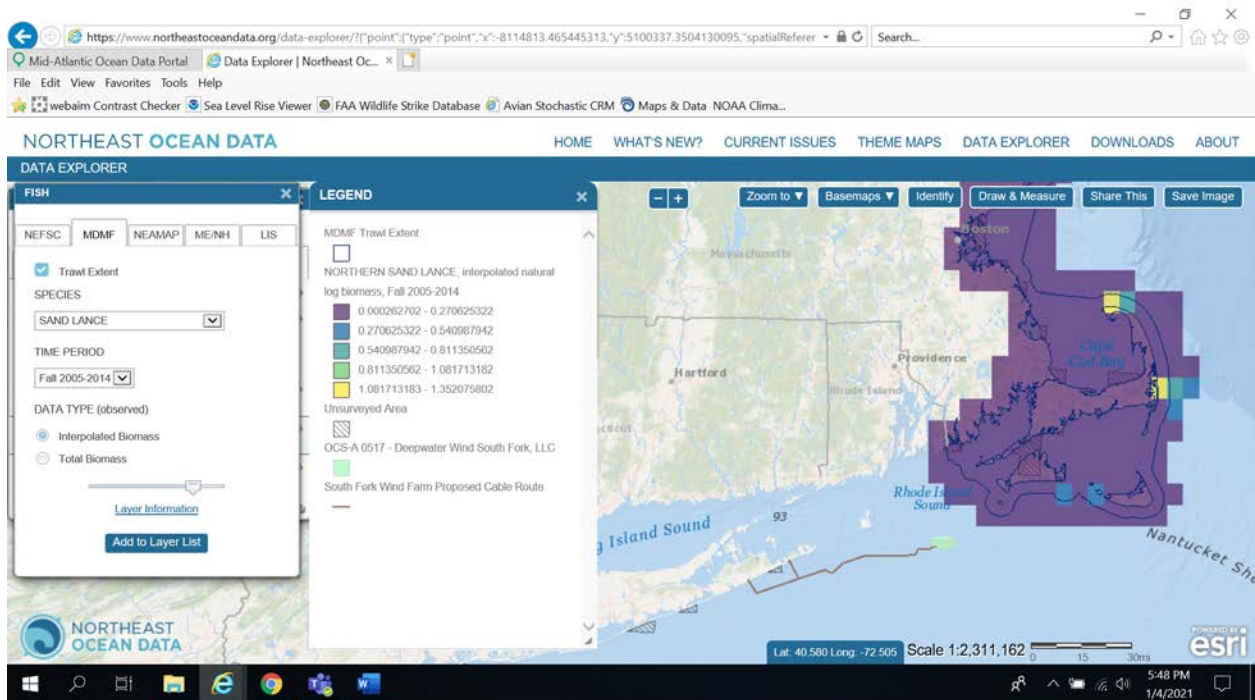 https://www.northeastoceandata.org/data-explorer/?{"point":{"type":"point","x":-8114813.465445313,"y":5100337.3504130095,"spatialReferer
Search...
Mid-Atlantic Ocean Data Portal
Data Explorer | Northeast Oc...
File Edit View Favorites Tools Help
webaim Contrast Checker Sea Level Rise Viewer FAA Wildlife Strike Database Avian Stochastic CRM Maps & Data NOAA Clima...
NORTHEAST OCEAN DATA
HOME WHAT'S NEW? CURRENT ISSUES THEME MAPS DATA EXPLORER DOWNLOADS ABOUT
DATA EXPLORER
FISH
NEFSC MDMF NEAMAP ME/NH LIS
Trawl Extent
SPECIES
SAND LANCE
TIME PERIOD
Fall 2005-2014
DATA TYPE (observed)
Interpolated Biomass
Total Biomass
Layer Information
Add to Layer List
LEGEND
MDMF Trawl Extent
NORTHERN SAND LANCE, interpolated natural
log biomass, Fall 2005-2014
0.000262702 - 0.270625322
0.270625322 - 0.540987942
0.540987942 - 0.811350562
0.811350562 - 1.081713182
1.081713183 - 1.352075802
Unsurveyed Area
OCS-A 0517 - Deepwater Wind South Fork, LLC
South Fork Wind Farm Proposed Cable Route
Zoom to ▼ Basemaps ▼ Identify Draw & Measure Share This Save Image
Boston
Massachusetts
Cape
Cod Bay
Providence
Hartford
Rhode Island
Rhode Island
Sound
93
Island Sound
Nantucket Sho
NORTHEAST
OCEAN DATA
Lat: 40.580 Long: -72.505
Scale 1:2,311,162
0 15 30mi
POWERED BY
esri
5:48 PM
1/4/2021